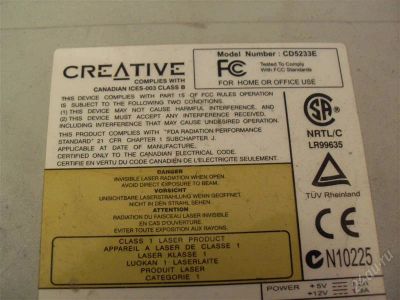 CREATIVE
COMPLIES WITH
CANADIAN ICES-003 CLASS B
Model Number : CD5233E
FC Tested To Comply
With FCC Standards
FOR HOME OR OFFICE USE
THIS DEVICE COMPLIES WITH PART 15 OF FCC RULES OPERATION
IS SUBJECT TO THE FOLLOWING TWO CONDITIONS:
(1) THIS DEVICE MAY NOT CAUSE HARMFUL INTERFERENCE, AND
(2) THIS DEVICE MUST ACCEPT ANY INTERFERENCE
RECEIVED, INCLUDING INTERFERENCE THAT MAY
CAUSE UNDESIRED OPERATION.
THIS PRODUCT COMPLIES WITH "FDA RADIATION PERFORMANCE
STANDARD" 21 CFR CHAPTER 1 SUBCHAPTER J.
APPLICABLE AT DATE OF MANUFACTURE.
CERTIFIED ONLY TO THE CANADIAN ELECTRICAL CODE.
CERTIFIE EN VERTU DU CODE CANADIEN DE L'ELECTRICITE
SA
NRTL/C
LR99635
DANGER
INVISIBLE LASER RADIATION WHEN OPEN
AVOID DIRECT EXPOSURE TO BEAM.
VORSICHT
UNSICHTBARE LASERSTRAHLUNG WENN GEÖFFNET,
NICHT IN DEN STRAHL SEHEN
ATTENTION
RADIATION DU FAISCEAU LASER INVISIBLE
EN CAS D'OUVERTURE
EVITER TOUTE EXPOSITION AUX RAYONS
TÜV Rheinland
CLASS 1 LASER PRODUCT
APPAREIL A LASER DE CLASSE 1
LASER KLASSE 1
LUOKAN 1 LASERLAITE
PRODUIT LASER
CATEGORIE 1
CE
N10225
POWER
+5V
+12V